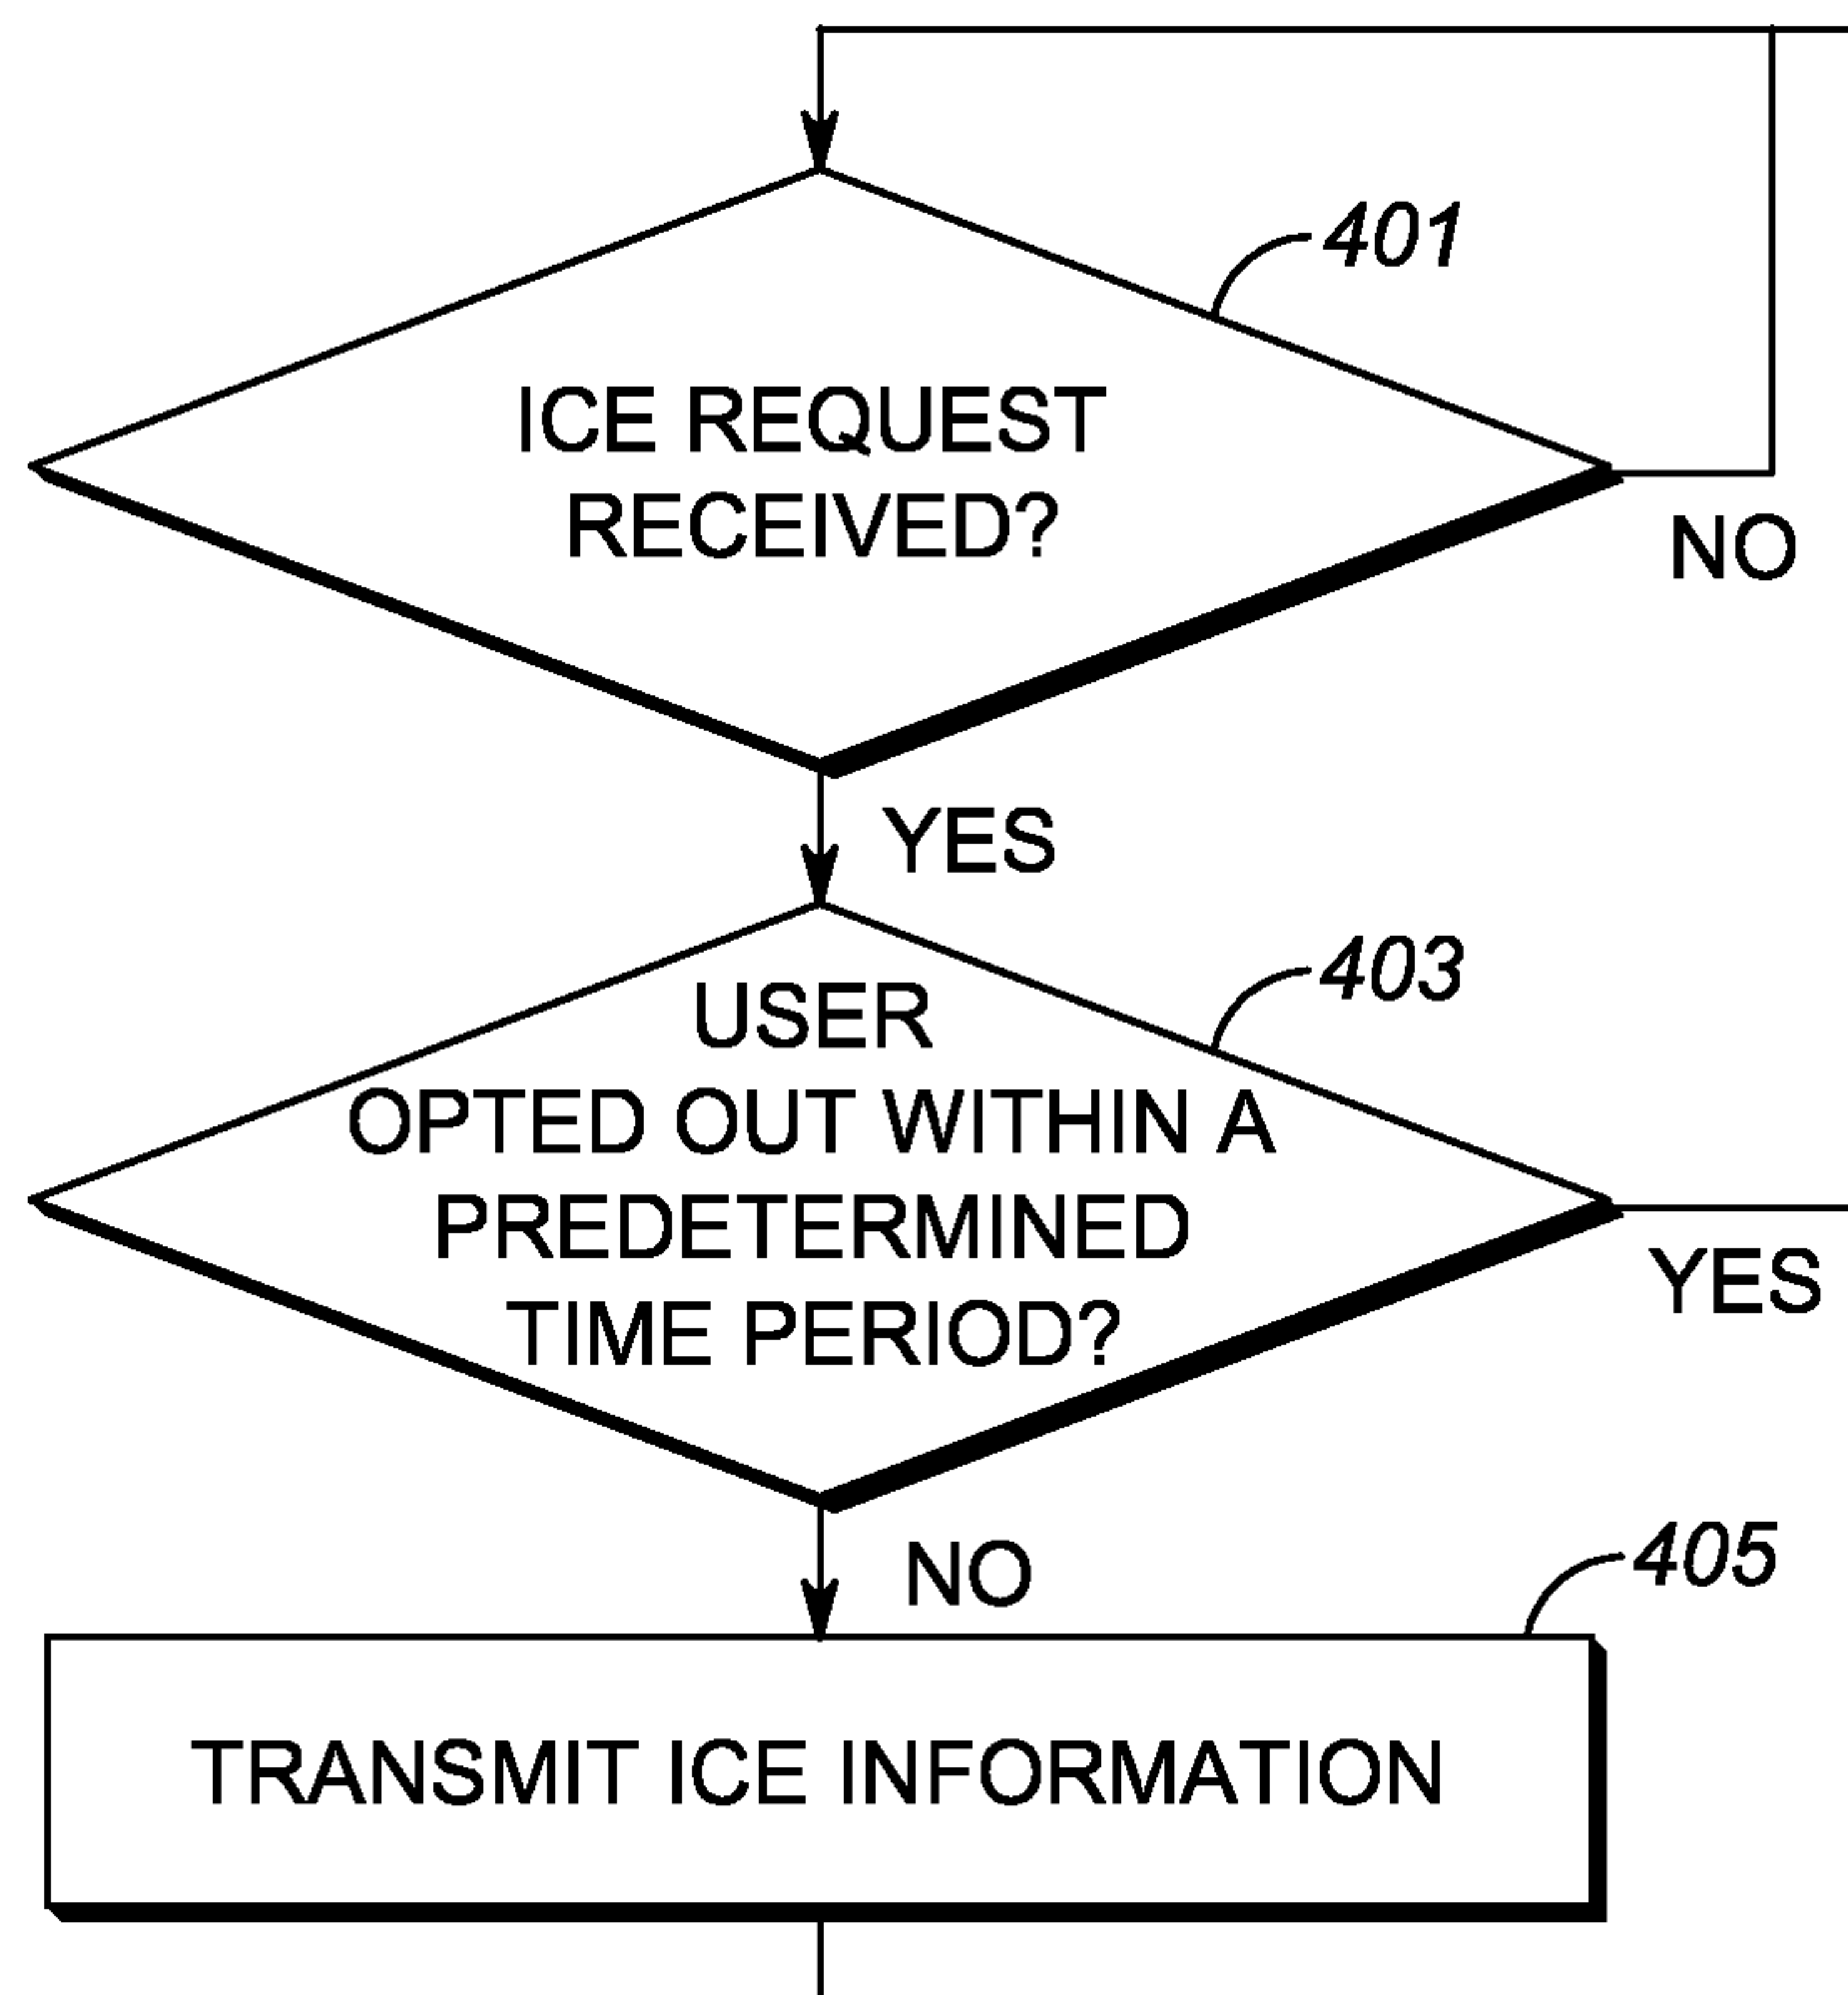 401
ICE REQUEST
RECEIVED?
NO
YES
403
USER
OPTED OUT WITHIN A
PREDETERMINED
TIME PERIOD?
YES
NO
405
TRANSMIT ICE INFORMATION